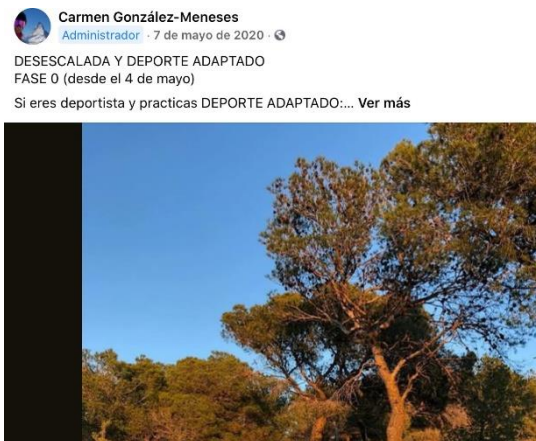 Carmen González-Meneses
Administrador · 7 de mayo de 2020 ·
DESESCALADA Y DEPORTE ADAPTADO
FASE 0 (desde el 4 de mayo)
Si eres deportista y practicas DEPORTE ADAPTADO:... Ver más